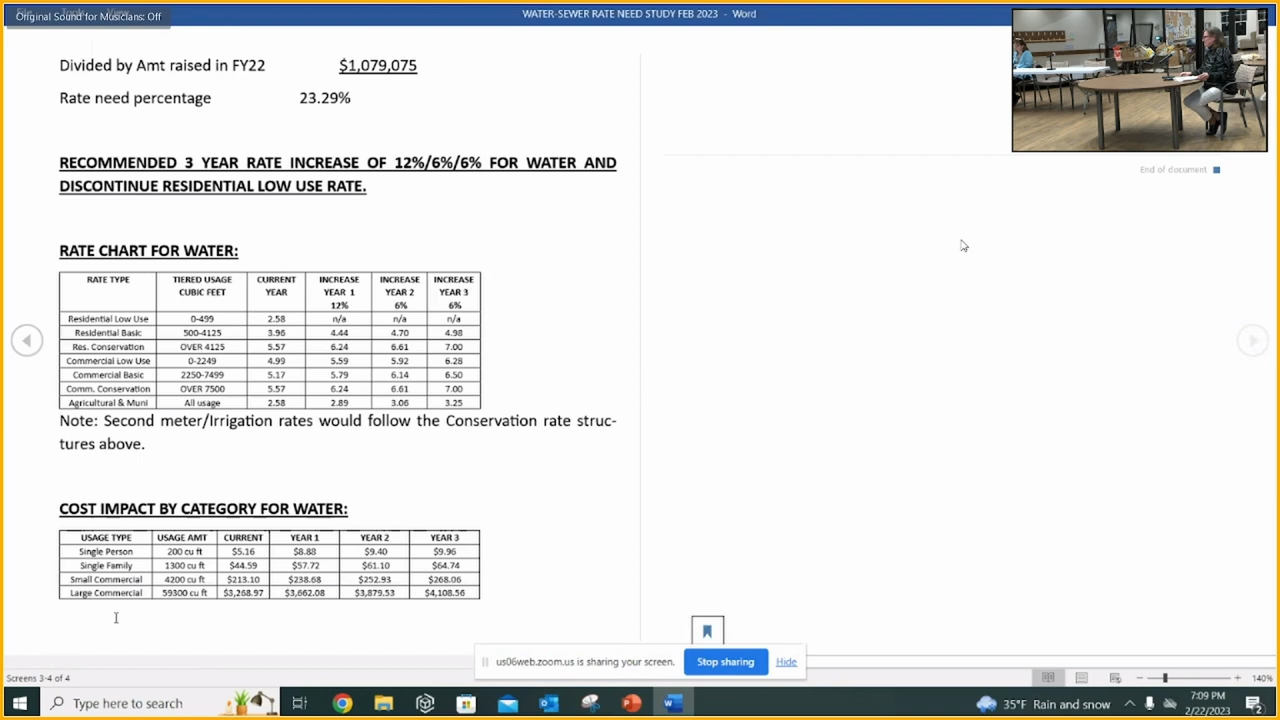 WATER-SEWER RATE NEED STUDY FEB 2023 - Word
Original Sound for Musicians: Off
Divided by Amt raised in FY22 $1,079,075
Rate need percentage 23.29%
RECOMMENDED 3 YEAR RATE INCREASE OF 12%/6%/6% FOR WATER AND
DISCONTINUE RESIDENTIAL LOW USE RATE.
RATE CHART FOR WATER:
RATE TYPE TIERED USAGE CUBIC FEET CURRENT YEAR INCREASE YEAR 1 12% INCREASE YEAR 2 6% INCREASE YEAR 3 6%
Residential Low Use 0-499 2.58 n/a n/a n/a
Residential Basic 500-4125 3.96 4.44 4.70 4.98
Res. Conservation OVER 4125 5.57 6.24 6.61 7.00
Commercial Low Use 0-2249 4.99 5.59 5.92 6.28
Commercial Basic 2250-7499 5.17 5.79 6.14 6.50
Comm. Conservation OVER 7500 5.57 6.24 6.61 7.00
Agricultural & Muni All usage 2.58 2.89 3.06 3.25
Note: Second meter/Irrigation rates would follow the Conservation rate struc-
tures above.
COST IMPACT BY CATEGORY FOR WATER:
USAGE TYPE USAGE AMT CURRENT YEAR 1 YEAR 2 YEAR 3
Single Person 200 cu ft $5.16 $8.88 $9.40 $9.96
Single Family 1300 cu ft $44.59 $57.72 $61.10 $64.74
Small Commercial 4200 cu ft $213.10 $238.68 $252.93 $268.06
Large Commercial 59300 cu ft $3,268.97 $3,662.08 $3,879.53 $4,108.56
End of document
us06web.zoom.us is sharing your screen. Stop sharing Hide
Screens 3-4 of 4
140%
Type here to search
35°F Rain and snow
7:09 PM
2/22/2023
2